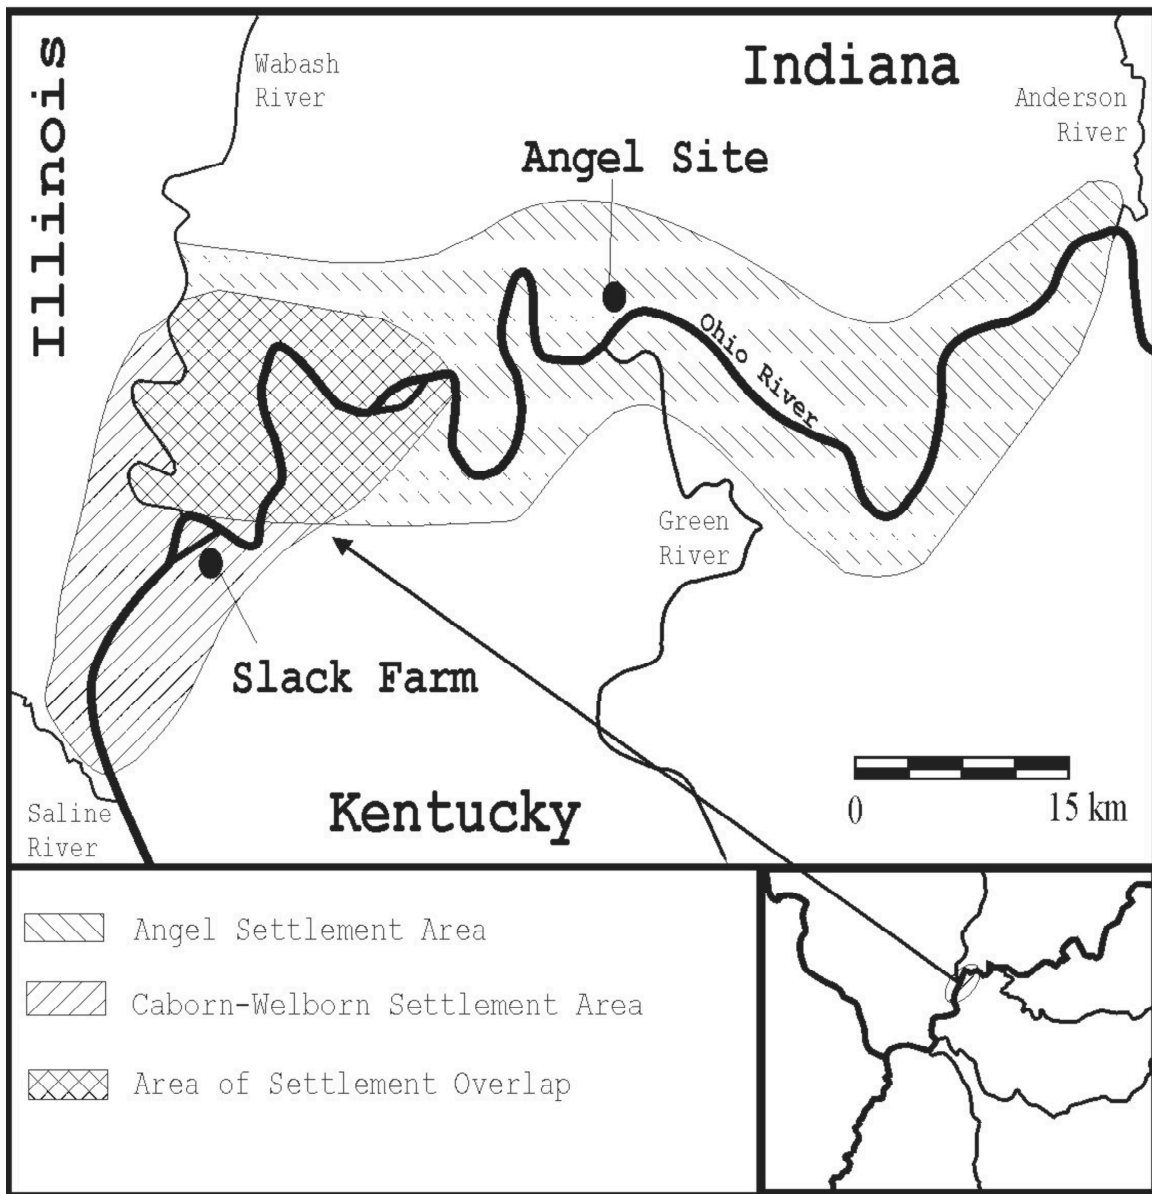 Illinois
Wabash
River
Indiana
Anderson
River
Angel Site
Ohio River
Green
River
Slack Farm
Kentucky
Saline
River
0 15 km
Angel Settlement Area
Caborn-Welborn Settlement Area
Area of Settlement Overlap